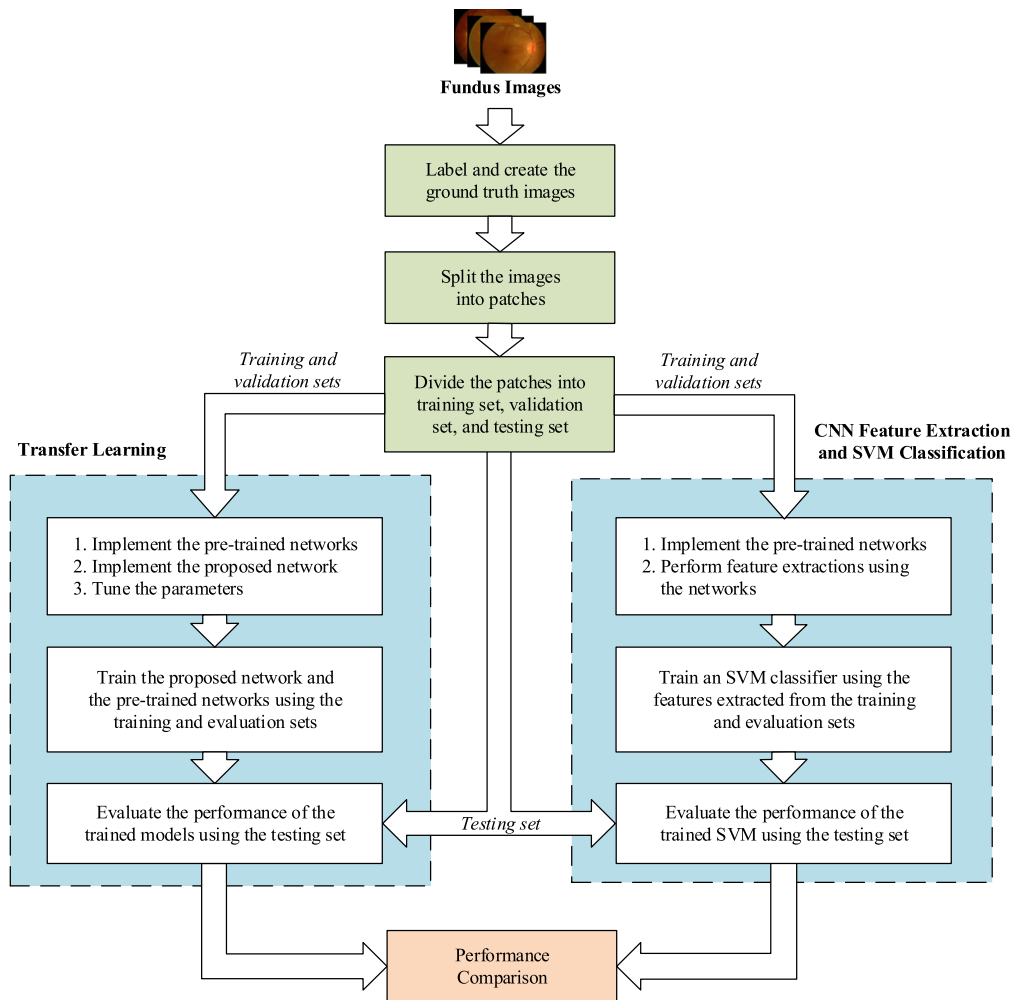 Fundus Images
Label and create the
ground truth images
Split the images
into patches
Training and
validation sets
Divide the patches into
training set, validation
set, and testing set
Training and
validation sets
Transfer Learning
1. Implement the pre-trained networks
2. Implement the proposed network
3. Tune the parameters
Train the proposed network and
the pre-trained networks using the
training and evaluation sets
Evaluate the performance of the
trained models using the testing set
Testing set
CNN Feature Extraction
and SVM Classification
1. Implement the pre-trained networks
2. Perform feature extractions using
the networks
Train an SVM classifier using the
features extracted from the training
and evaluation sets
Evaluate the performance of the
trained SVM using the testing set
Performance
Comparison